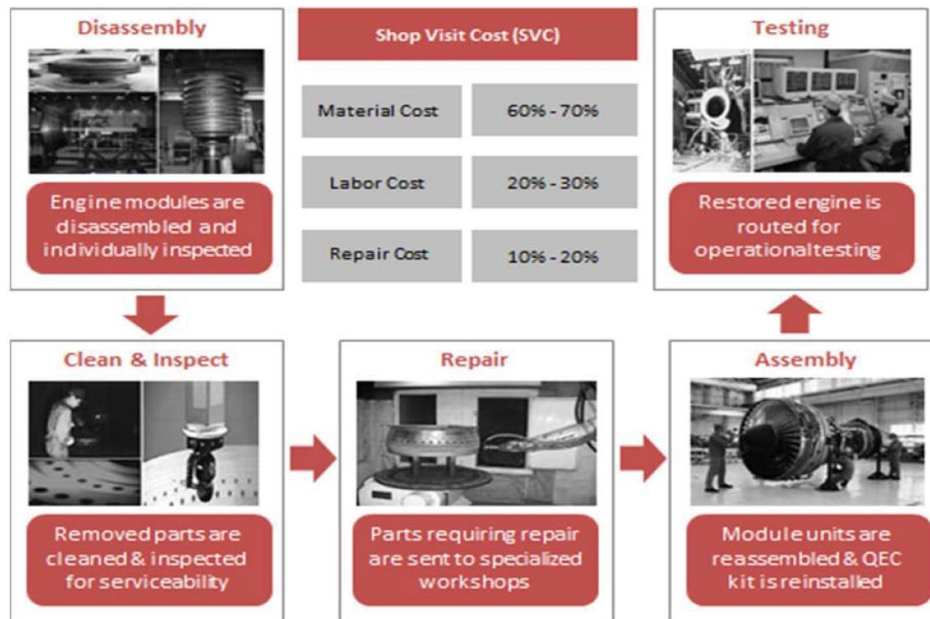 Disassembly
Engine modules are
disassembled and
individually inspected
Shop Visit Cost (SVC)
Material Cost
60% - 70%
Labor Cost
20% - 30%
Repair Cost
10% - 20%
Testing
Restored engine is
routed for
operational testing
Clean & Inspect
Removed parts are
cleaned & inspected
for serviceability
Repair
Parts requiring repair
are sent to specialized
workshops
Assembly
Module units are
reassembled & QEC
kit is reinstalled